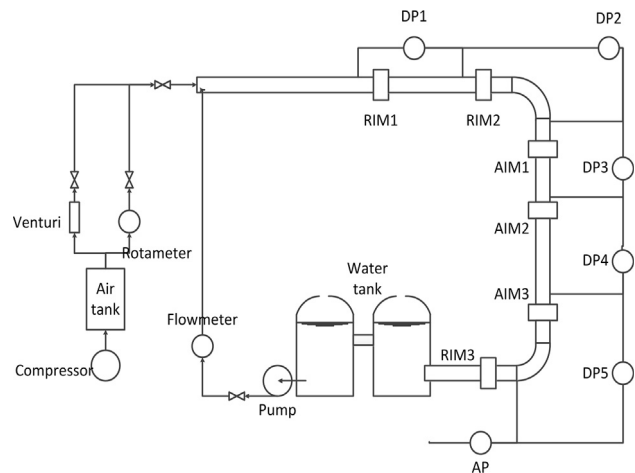 DP1
DP2
RIM1
RIM2
AIM1
DP3
Venturi
AIM2
Rotameter
Water
tank
DP4
Air
tank
AIM3
Flowmeter
RIM3
Compressor
DP5
Pump
AP